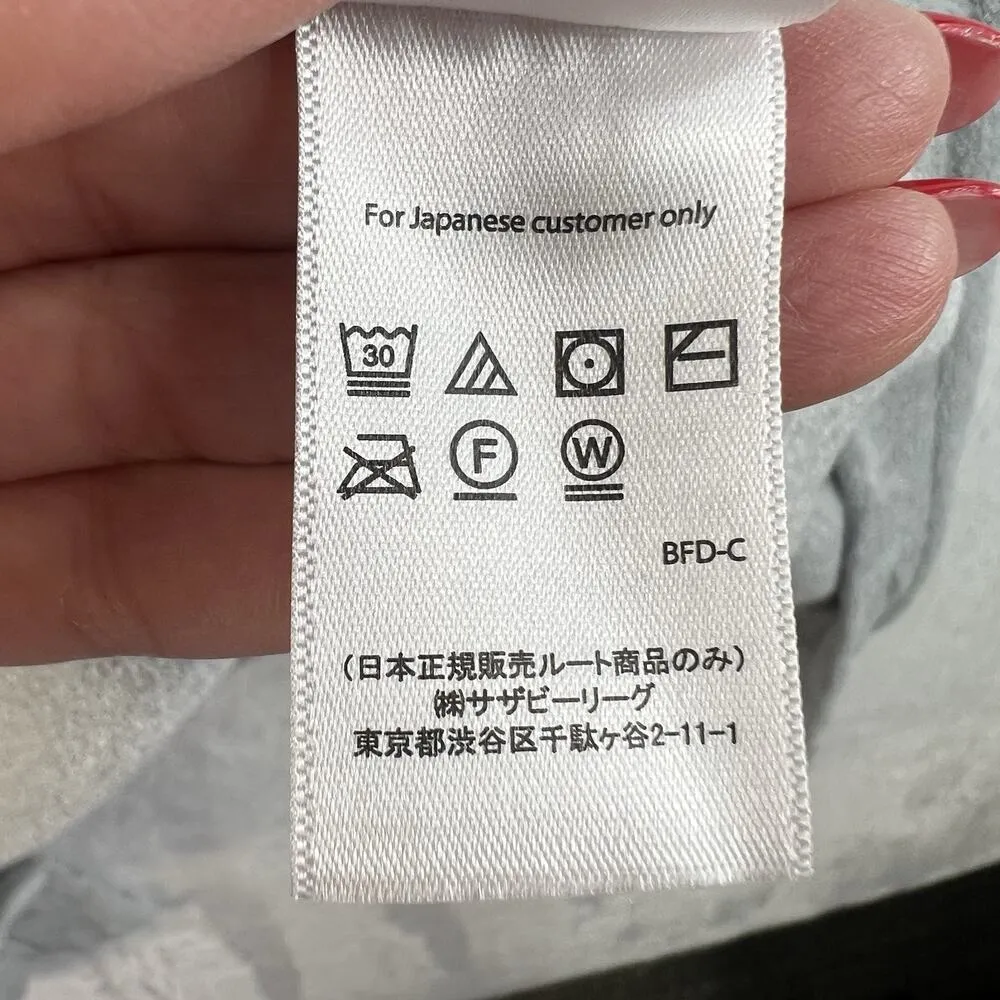 For Japanese customer only
30
F
W
BFD-C
(日本正規販売ルート商品のみ)
㈱サザビーリーグ
東京都渋谷区千駄ヶ谷2-11-1